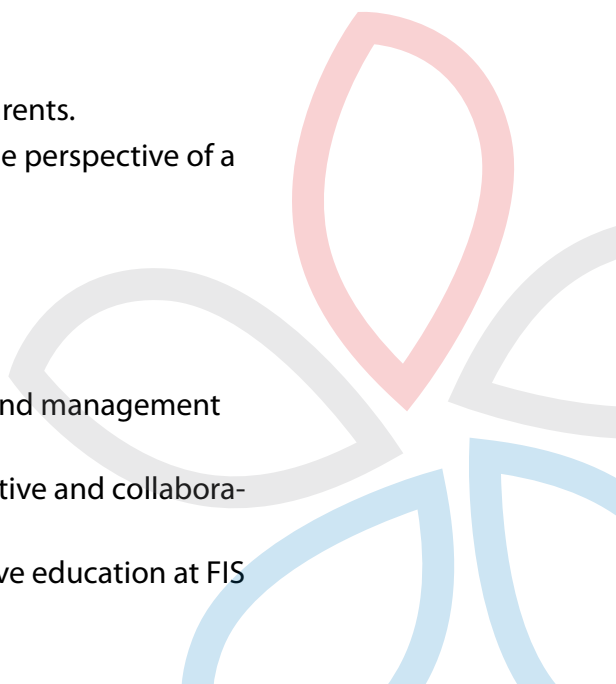 rents.
e perspective of a
nd management
tive and collabora-
ve education at FIS